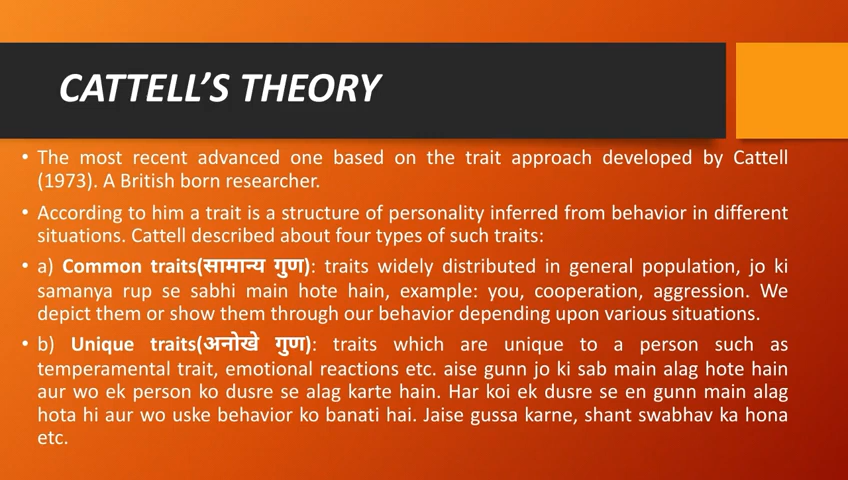 CATTELL’S THEORY
• The most recent advanced one based on the trait approach developed by Cattell
(1973). A British born researcher.
• According to him a trait is a structure of personality inferred from behavior in different
situations. Cattell described about four types of such traits:
• a) Common traits(सामान्य गुण): traits widely distributed in general population, jo ki
samanya rup se sabhi main hote hain, example: you, cooperation, aggression. We
depict them or show them through our behavior depending upon various situations.
• b) Unique traits(अनोखे गुण): traits which are unique to a person such as
temperamental trait, emotional reactions etc. aise gunn jo ki sab main alag hote hain
aur wo ek person ko dusre se alag karte hain. Har koi ek dusre se en gunn main alag
hota hi aur wo uske behavior ko banati hai. Jaise gussa karne, shant swabhav ka hona
etc.